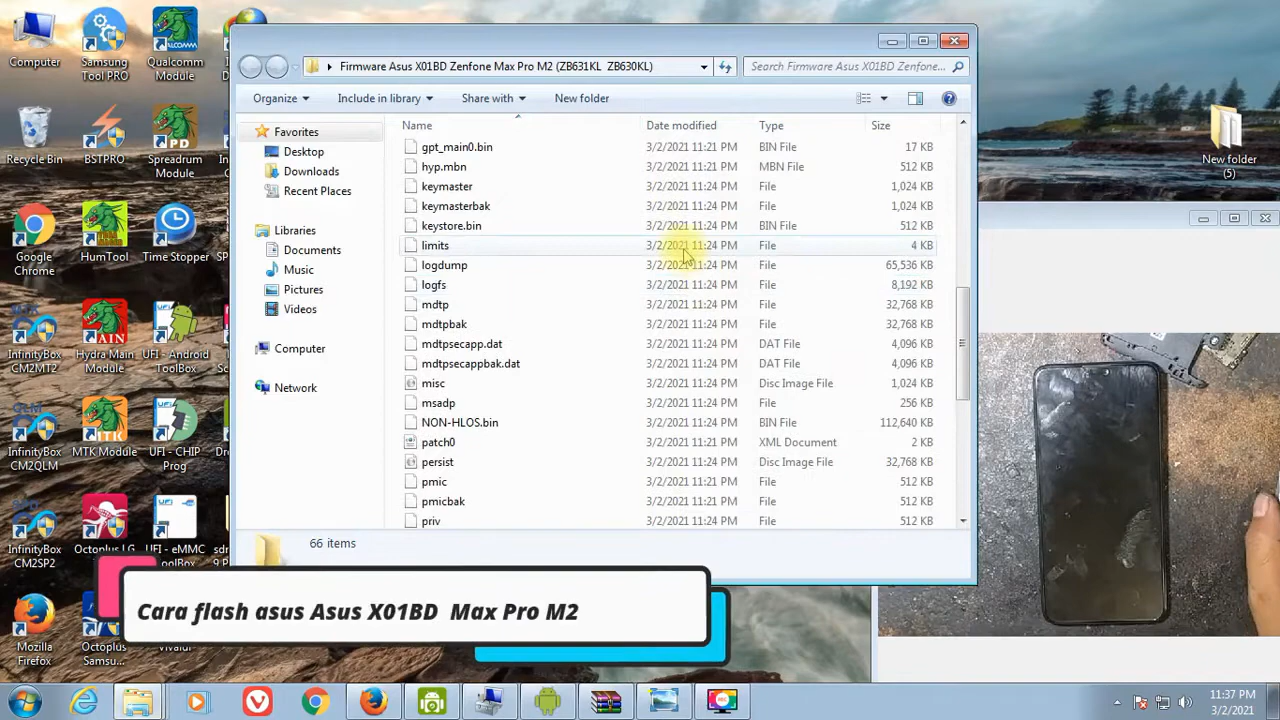 Computer
Samsung
Tool PRO
Qualcomm
Module
Recycle Bin
BSTPRO
Spreadrum
Module
Google
Chrome
HumTool
Time Stopper
InfinityBox
CM2MT2
Hydra Main
Module
UFI - Android
ToolBox
InfinityBox
CM2QLM
MTK Module
UFI - CHIP
Prog
InfinityBox
CM2SP2
Octoplus LG
UFI - eMMC
Mozilla
Firefox
Octoplus
Samsu...
Vivaldi
New folder
(5)
Firmware Asus X01BD Zenfone Max Pro M2 (ZB631KL ZB630KL)
Search Firmware Asus X01BD Zenfone...
Organize
Include in library
Share with
New folder
Favorites
Desktop
Downloads
Recent Places
Libraries
Documents
Music
Pictures
Videos
Computer
Network
Name Date modified Type Size
gpt_main0.bin 3/2/2021 11:21 PM BIN File 17 KB
hyp.mbn 3/2/2021 11:21 PM MBN File 272 KB
keymaster 3/2/2021 11:24 PM File 1,024 KB
keymasterbak 3/2/2021 11:24 PM File 1,024 KB
keystore.bin 3/2/2021 11:24 PM BIN File 512 KB
limits 3/2/2021 11:24 PM File 4 KB
logdump 3/2/2021 11:24 PM File 65,536 KB
logfs 3/2/2021 11:24 PM File 8,192 KB
mdtp 3/2/2021 11:24 PM File 32,768 KB
mdtpbak 3/2/2021 11:24 PM File 32,768 KB
mdtpsecapp.dat 3/2/2021 11:24 PM DAT File 4,096 KB
mdtpsecappbak.dat 3/2/2021 11:24 PM DAT File 4,096 KB
misc 3/2/2021 11:24 PM Disc Image File 1,024 KB
msadp 3/2/2021 11:24 PM File 256 KB
NON-HLOS.bin 3/2/2021 11:24 PM BIN File 112,640 KB
patch0 3/2/2021 11:24 PM XML Document 2 KB
persist 3/2/2021 11:24 PM Disc Image File 32,768 KB
pmic 3/2/2021 11:21 PM File 512 KB
pmicbak 3/2/2021 11:21 PM File 512 KB
priv 3/2/2021 11:24 PM File 512 KB
66 items
Cara flash asus Asus X01BD Max Pro M2
11:37 PM
3/2/2021